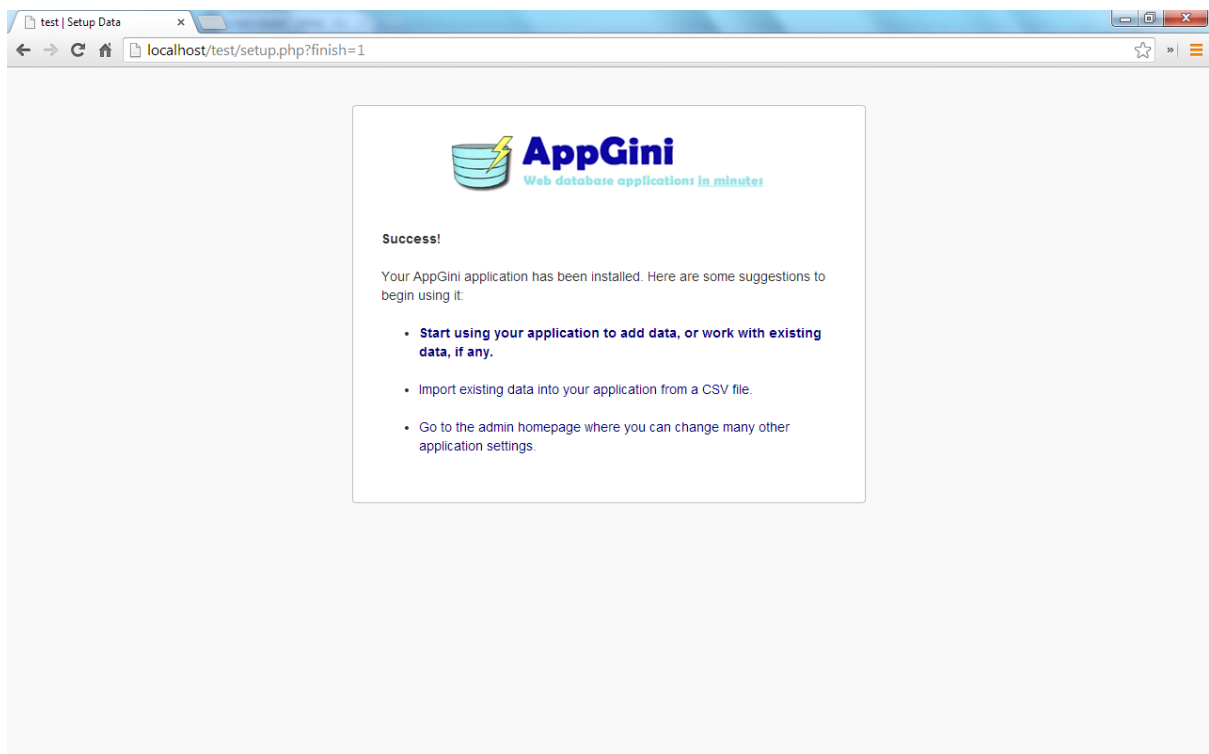 test | Setup Data
localhost/test/setup.php?finish=1
AppGini
Web database applications in minutes
Success!
Your AppGini application has been installed. Here are some suggestions to
begin using it:
• Start using your application to add data, or work with existing
data, if any.
• Import existing data into your application from a CSV file.
• Go to the admin homepage where you can change many other
application settings.